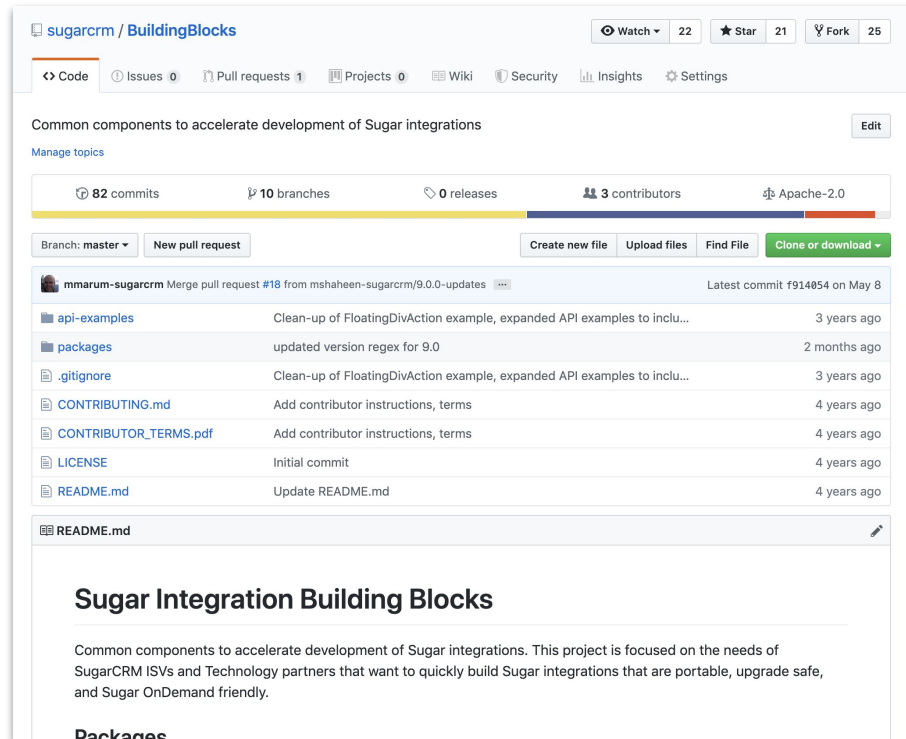 sugarcrm / BuildingBlocks
Watch 22 Star 21 Fork 25
Code Issues 0 Pull requests 1 Projects 0 Wiki Security Insights Settings
Common components to accelerate development of Sugar integrations Edit
Manage topics
82 commits 10 branches 0 releases 3 contributors Apache-2.0
Branch: master New pull request Create new file Upload files Find File Clone or download
mmarum-sugarcrm Merge pull request #18 from mshaheen-sugarcrm/9.0.0-updates ... Latest commit f914054 on May 8
api-examples Clean-up of FloatingDivAction example, expanded API examples to inclu... 3 years ago
packages updated version regex for 9.0 2 months ago
.gitignore Clean-up of FloatingDivAction example, expanded API examples to inclu... 3 years ago
CONTRIBUTING.md Add contributor instructions, terms 4 years ago
CONTRIBUTOR_TERMS.pdf Add contributor instructions, terms 4 years ago
LICENSE Initial commit 4 years ago
README.md Update README.md 4 years ago
README.md
Sugar Integration Building Blocks
Common components to accelerate development of Sugar integrations. This project is focused on the needs of
SugarCRM ISVs and Technology partners that want to quickly build Sugar integrations that are portable, upgrade safe,
and Sugar OnDemand friendly.
Packages